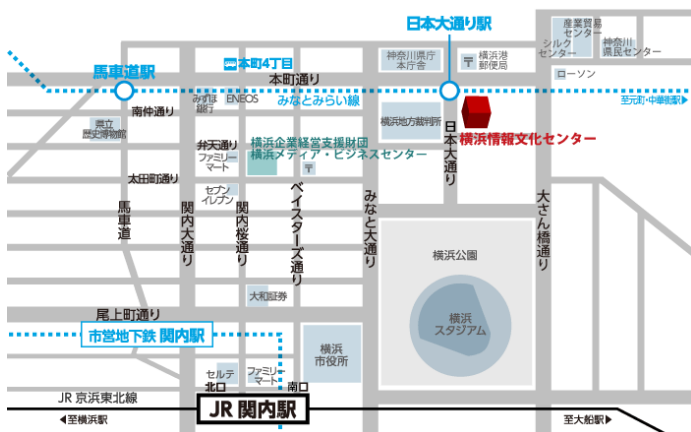 日本大通り駅
産業貿易
センター
シルク
センター
神奈川
県民センター
神奈川県庁
本庁舎
〒
横浜港
郵便局
本町4丁目
馬車道駅
本町通り
ローソン
みずほ
銀行
ENEOS
みなとみらい線
至元町・中華街駅▶
南仲通り
県立
歴史博物館
横浜地方裁判所
横浜情報文化センター
弁天通り
ファミリー
マート
横浜企業経営支援財団
横浜メディア・ビジネスセンター
〒
日本大通り
太田町通り
セブン
イレブン
馬車道
関内大通り
関内桜通り
ベイスターズ通り
みなと大通り
大さん橋通り
横浜公園
大和証券
横浜
スタジアム
尾上町通り
市営地下鉄 関内駅
横浜
市役所
セルテ
ファミリー
マート
北口
南口
JR 京浜東北線
JR 関内駅
◀至横浜駅
至大船駅▶